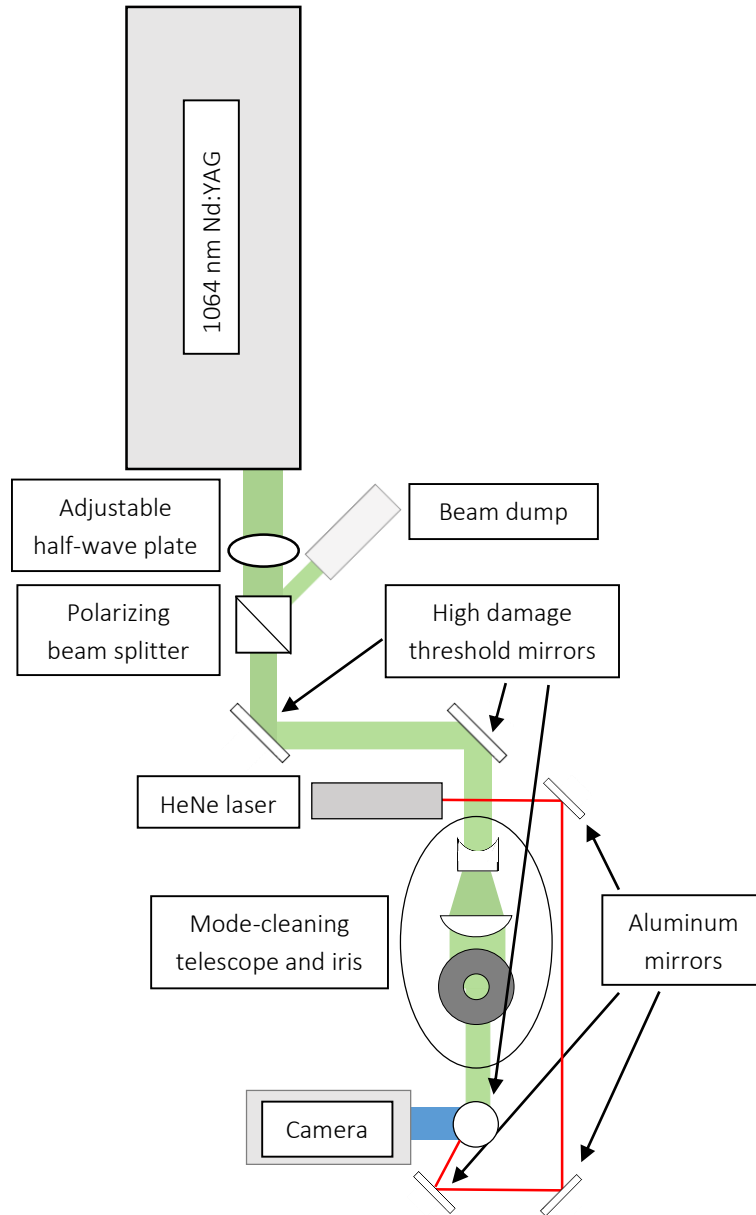 1064 nm Nd:YAG
Adjustable
half-wave plate
Beam dump
Polarizing
beam splitter
High damage
threshold mirrors
HeNe laser
Mode-cleaning
telescope and iris
Aluminum
mirrors
Camera